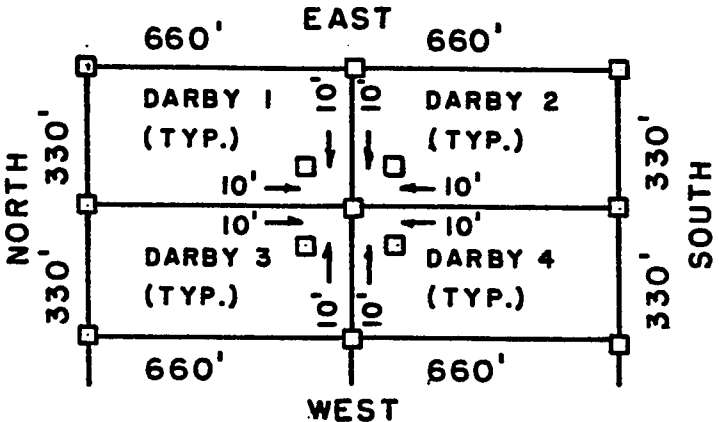 EAST
660' 660'
DARBY 1
(TYP.)
10' 10'
DARBY 2
(TYP.)
330'
330'
10' 10'
NORTH
SOUTH
10' 10'
DARBY 3
(TYP.)
10' 10'
DARBY 4
(TYP.)
330'
330'
660' 660'
WEST